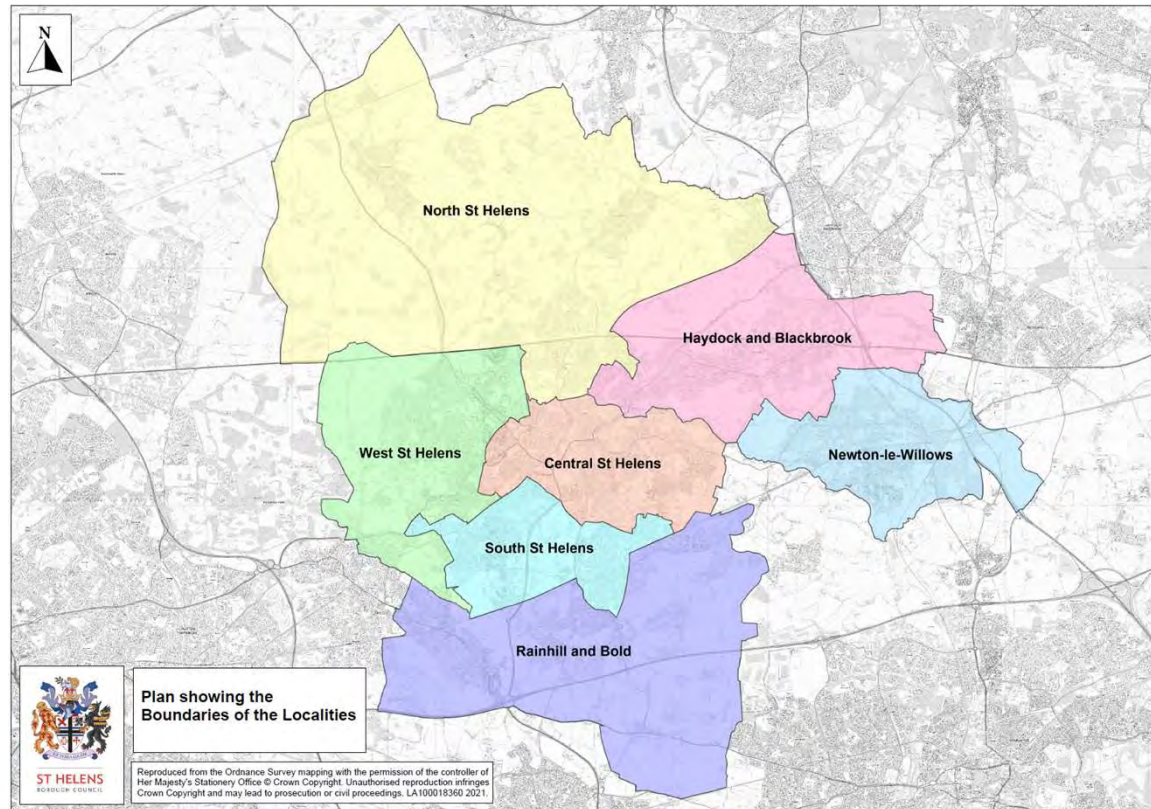 N
North St Helens
Haydock and Blackbrook
West St Helens
Central St Helens
Newton-le-Willows
South St Helens
Rainhill and Bold
Plan showing the
Boundaries of the Localities
ST HELENS
BOROUGH COUNCIL
Reproduced from the Ordnance Survey mapping with the permission of the controller of
Her Majesty's Stationery Office © Crown Copyright. Unauthorised reproduction infringes
Crown Copyright and may lead to prosecution or civil proceedings. LA100018360 2021.